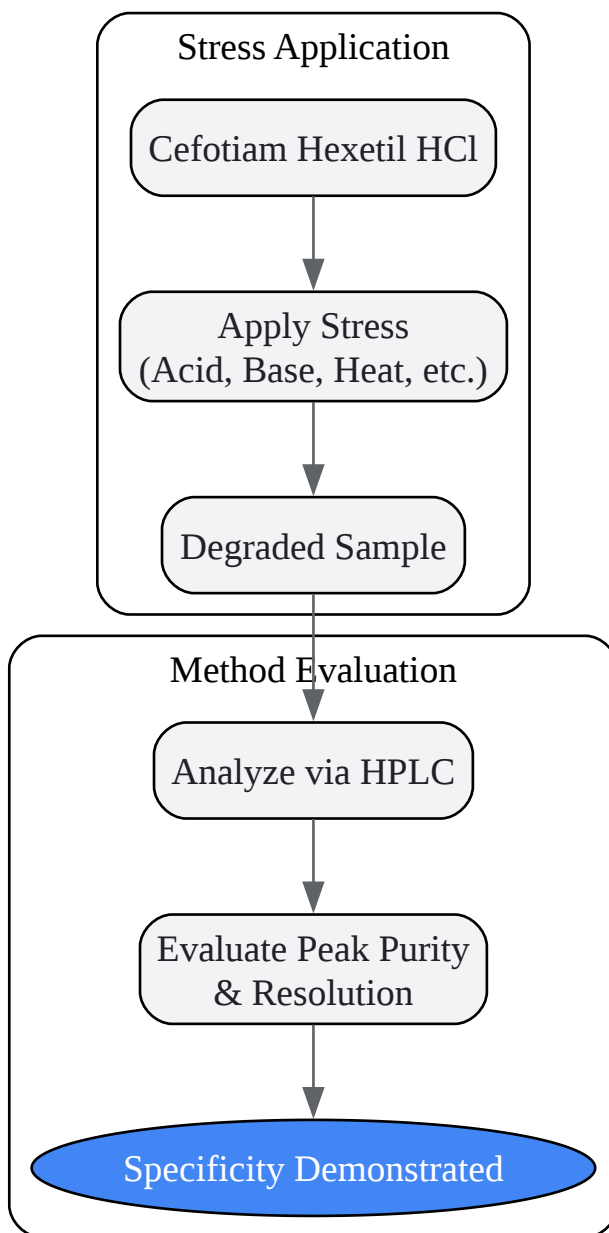 Stress Application
Cefotiam Hexetil HCl
Apply Stress
(Acid, Base, Heat, etc.)
Degraded Sample
Method Evaluation
Analyze via HPLC
Evaluate Peak Purity
& Resolution
Specificity Demonstrated